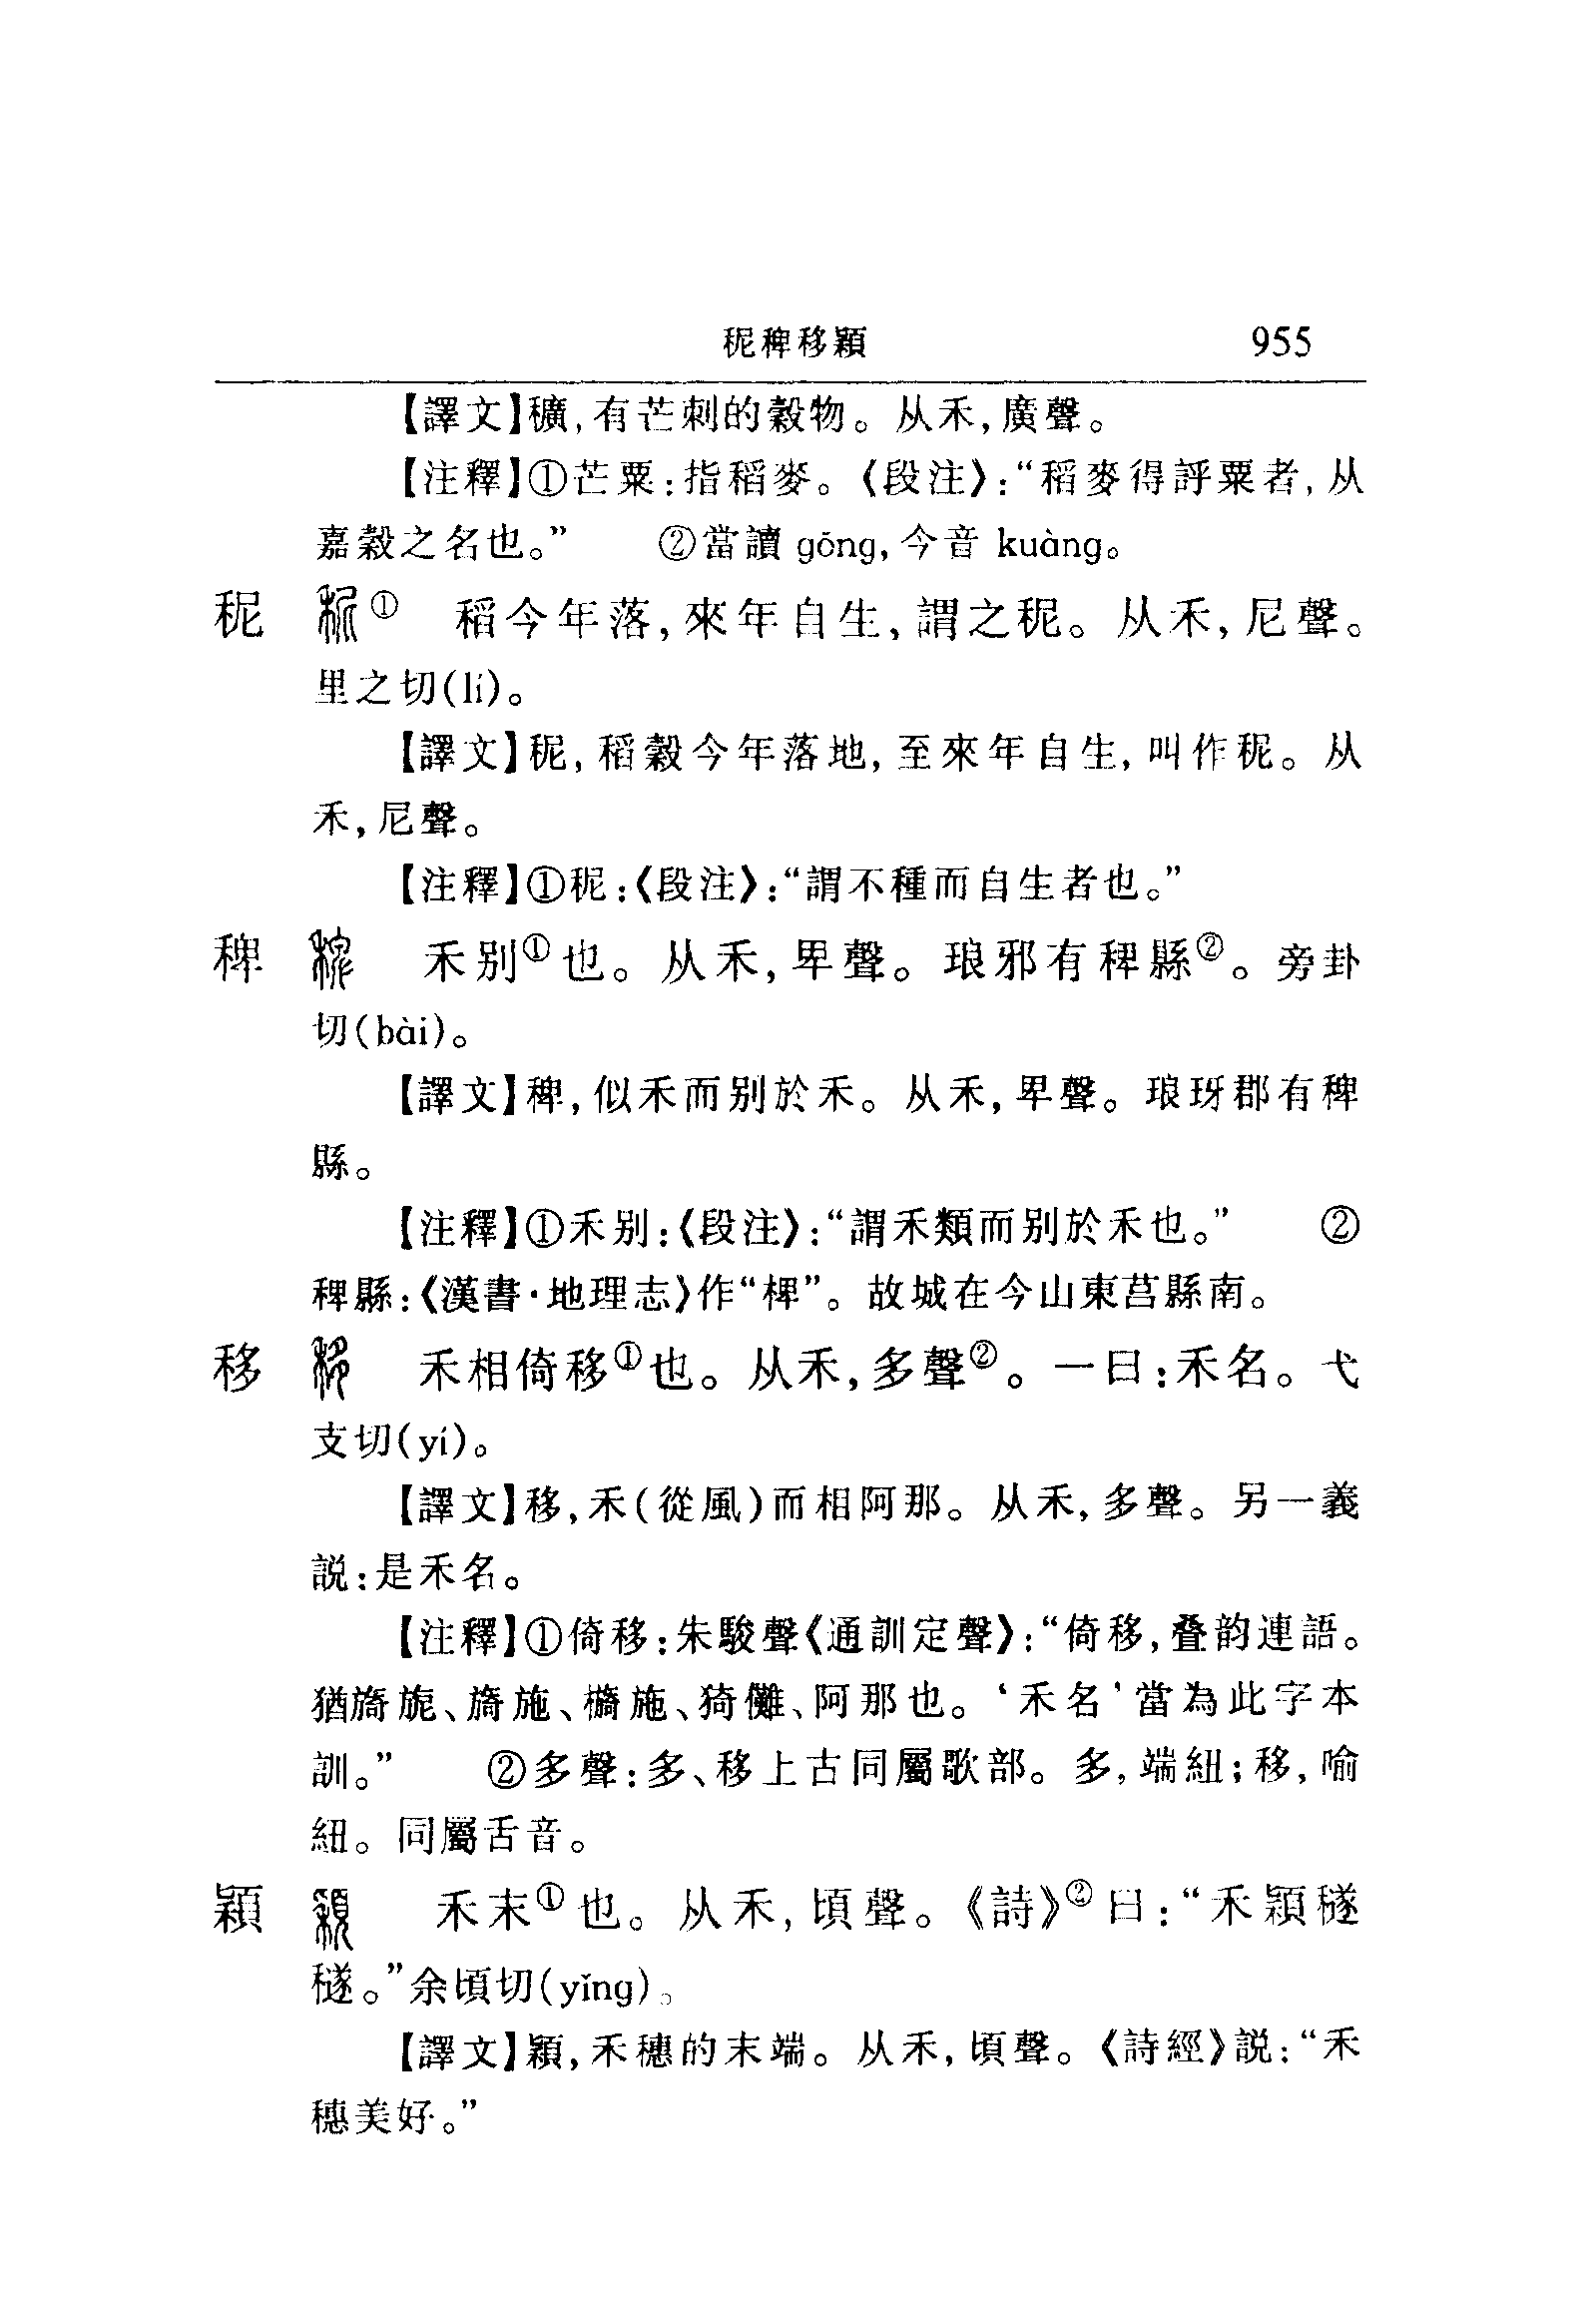 秜稗移穎 955
【譯文】穬,有芒刺的穀物。从禾,廣聲。
【注釋】①芒粟:指稻麥。《段注》:“稻麥得評粟者,从
嘉穀之名也。” ②當讀 gǒng,今音 kuàng。
秜 ① 稻今年落,來年自生,謂之秜。从禾,尼聲。
里之切(lí)。
【譯文】秜,稻穀今年落地,至來年自生,叫作秜。从
禾,尼聲。
【注釋】①秜:《段注》:“謂不種而自生者也。”
稗 禾别①也。从禾,卑聲。琅邪有稗縣②。旁卦
切(bài)。
【譯文】稗,似禾而别於禾。从禾,卑聲。琅玡郡有稗
縣。
【注釋】①禾别:《段注》:“謂禾類而别於禾也。” ②
稗縣:《漢書·地理志》作“椑”。故城在今山東莒縣南。
移 禾相倚移①也。从禾,多聲②。一曰:禾名。弋
支切(yí)。
【譯文】移,禾(從風)而相阿那。从禾,多聲。另一義
説:是禾名。
【注釋】①倚移:朱駿聲《通訓定聲》:“倚移,叠韵連語。
猶旖旎、旖施、檹施、猗儺、阿那也。‘禾名’當為此字本
訓。” ②多聲:多、移上古同屬歌部。多,端紐;移,喻
紐。同屬舌音。
穎 禾末①也。从禾,頃聲。《詩》②曰:“禾穎穟
穟。”余頃切(yǐng)。
【譯文】穎,禾穗的末端。从禾,頃聲。《詩經》説:“禾
穗美好。”